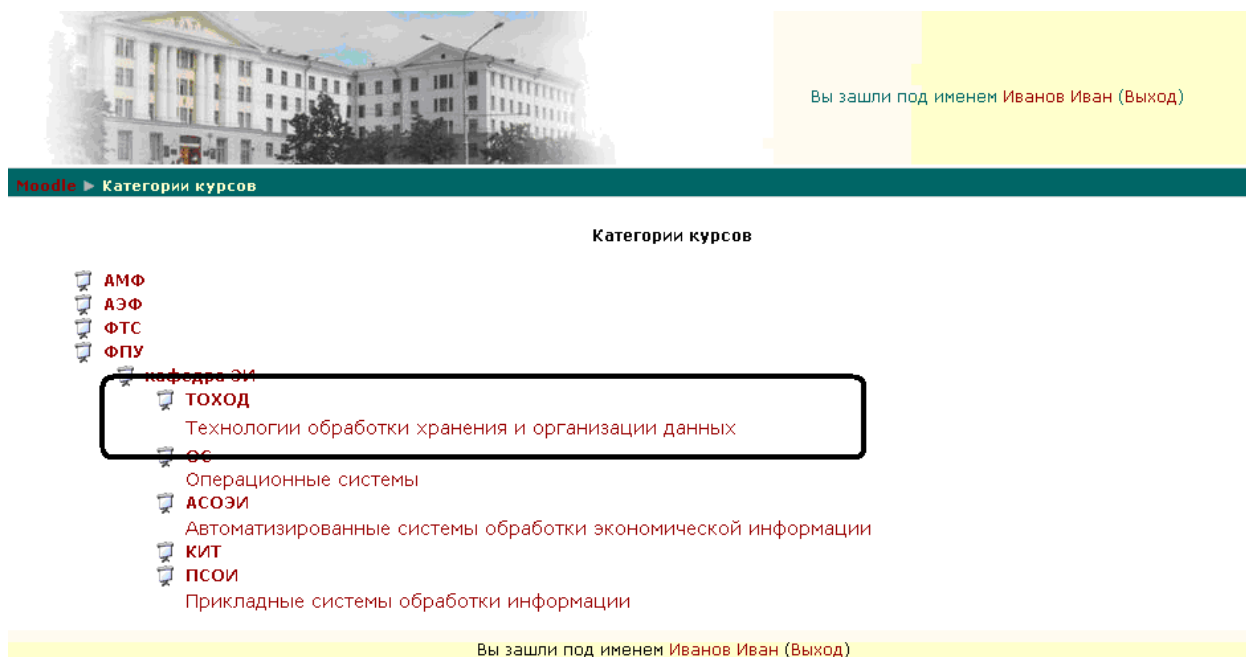 Вы зашли под именем Иванов Иван (Выход)
Moodle ► Категории курсов
Категории курсов
АМФ
АЭФ
ФТС
ФПУ
кафедра ЭИ
ТОХОД
Технологии обработки хранения и организации данных
ОС
Операционные системы
АСОЭИ
Автоматизированные системы обработки экономической информации
КИТ
ПСОИ
Прикладные системы обработки информации
Вы зашли под именем Иванов Иван (Выход)